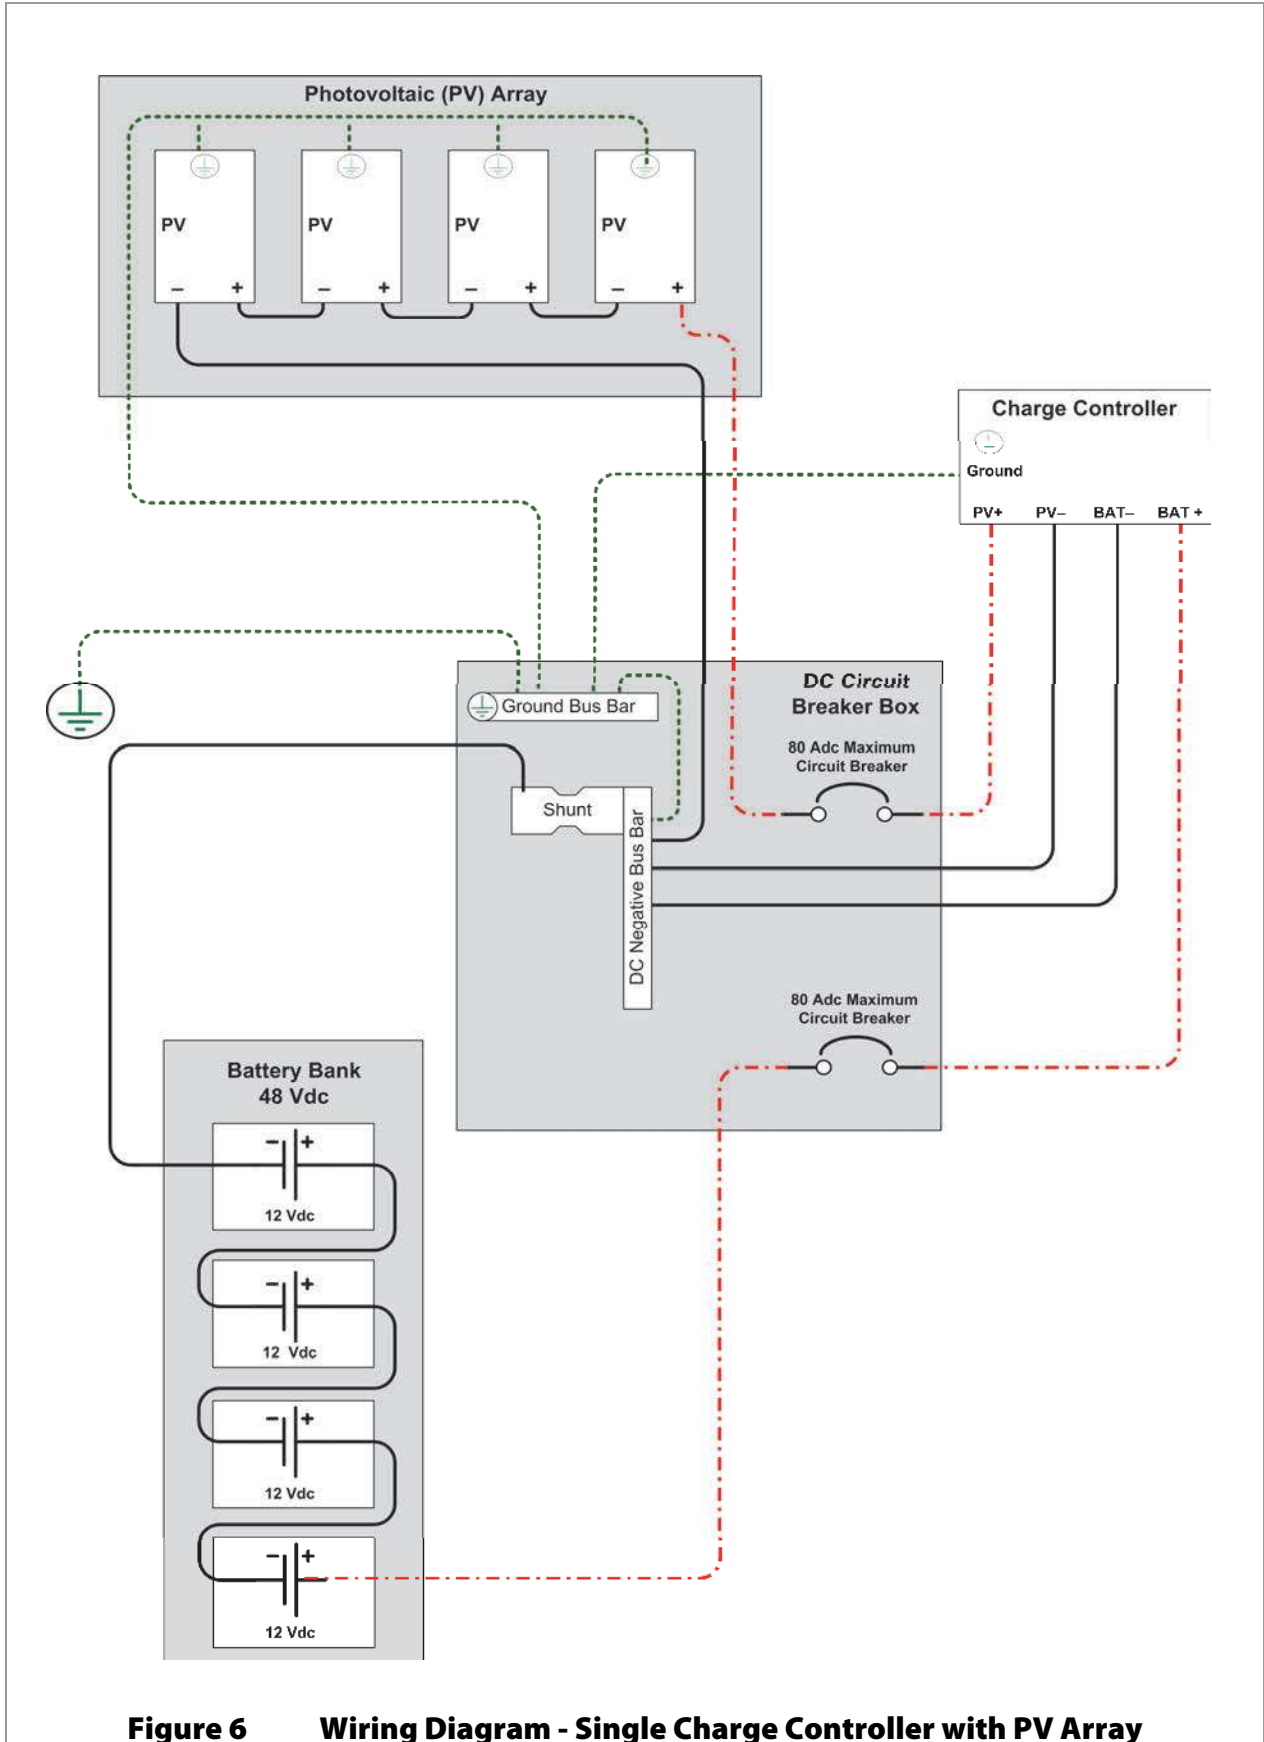 Photovoltaic (PV) Array
PV PV PV PV
– + – + – + – +
Charge Controller
Ground
PV+ PV– BAT– BAT +
DC Circuit
Breaker Box
Ground Bus Bar
80 Adc Maximum
Circuit Breaker
Shunt
DC Negative Bus Bar
80 Adc Maximum
Circuit Breaker
Battery Bank
48 Vdc
– +
12 Vdc
– +
12 Vdc
– +
12 Vdc
– +
12 Vdc
Figure 6 Wiring Diagram - Single Charge Controller with PV Array